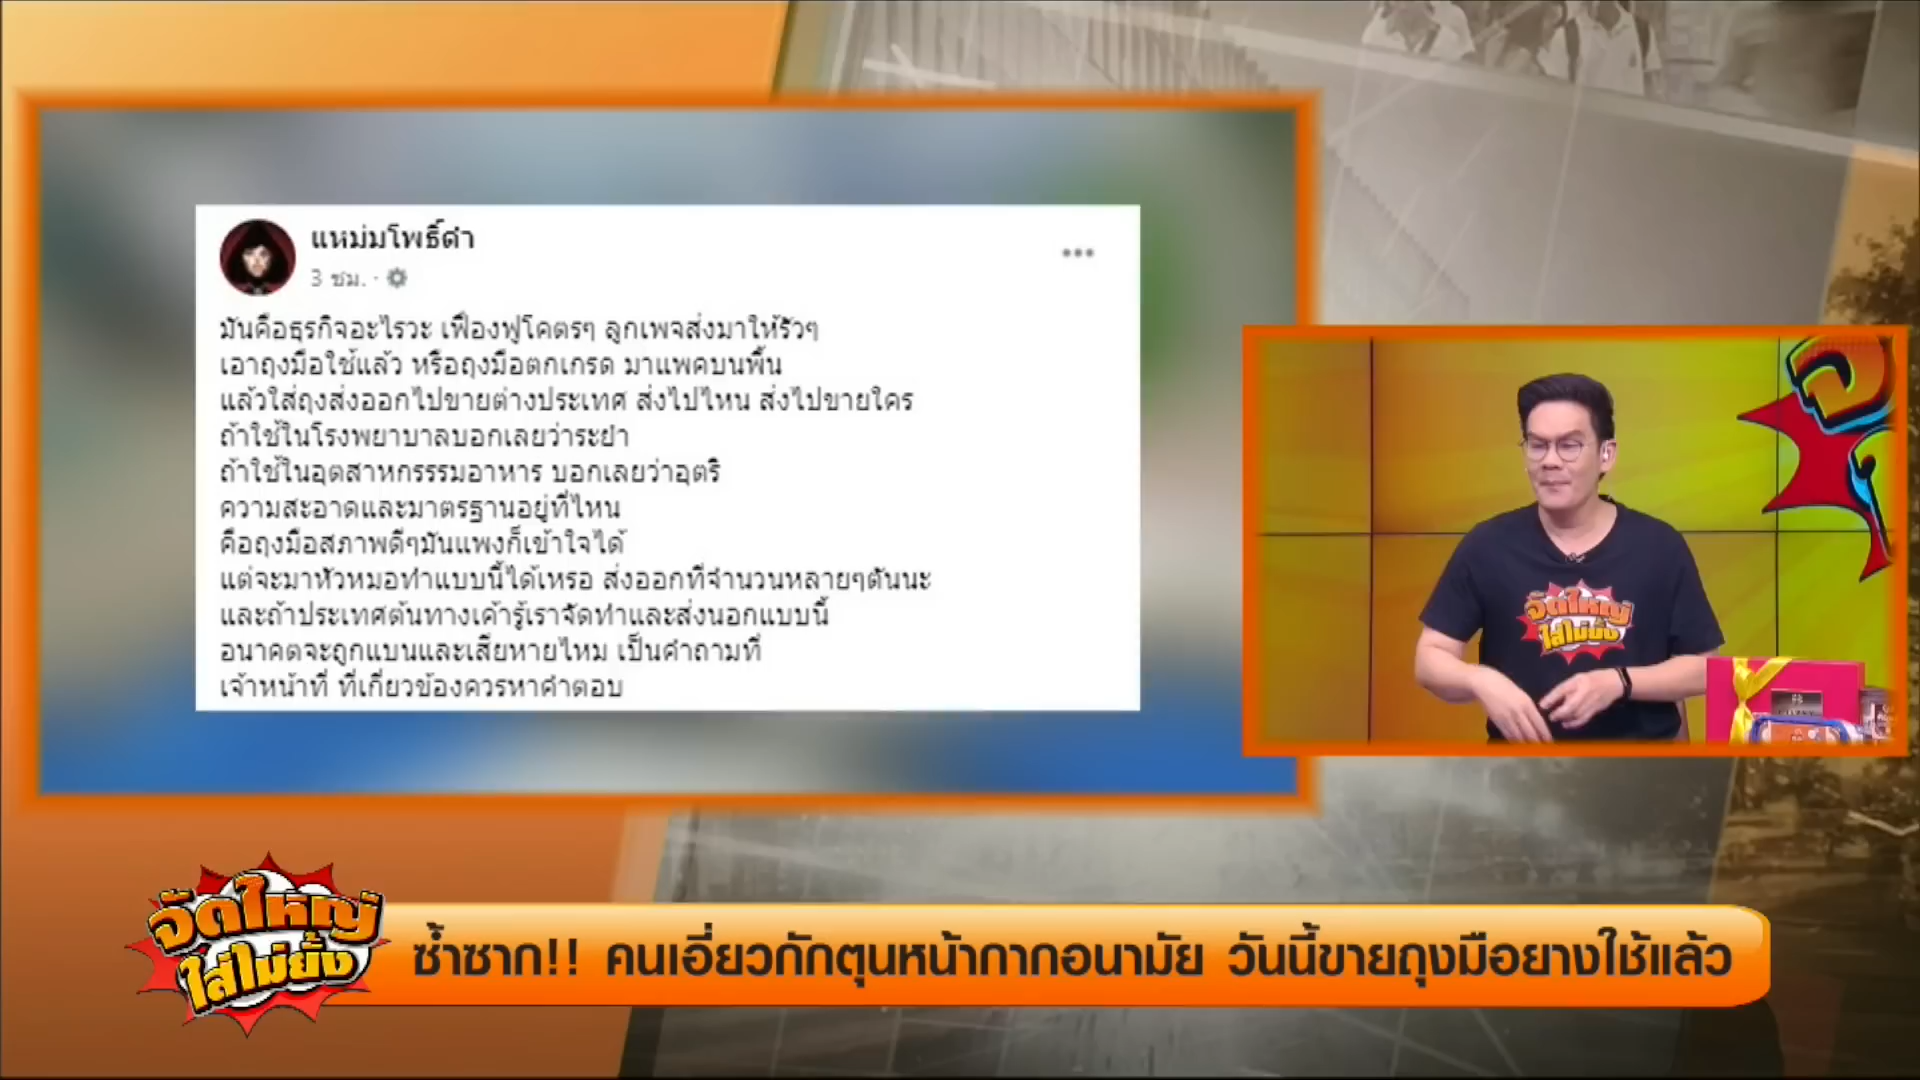 แหม่มโพธิ์ดำ
3 ชม. ·
มันคือธุรกิจอะไรวะ เฟื่องฟูโคตรๆ ลูกเพจส่งมาให้รัวๆ
เอาถุงมือใช้แล้ว หรือถุงมือตกเกรด มาแพคบนพื้น
แล้วใส่ถุงส่งออกไปขายต่างประเทศ ส่งไปไหน ส่งไปขายใคร
ถ้าใช้ในโรงพยาบาลบอกเลยว่าระยำ
ถ้าใช้ในอุตสาหกรรรมอาหาร บอกเลยว่าอุตริ
ความสะอาดและมาตรฐานอยู่ที่ไหน
คือถุงมือสภาพดีๆมันแพงก็เข้าใจได้
แต่จะมาหัวหมอทำแบบนี้ได้เหรอ ส่งออกที่จำนวนหลายๆตันนะ
และถ้าประเทศต้นทางเค้ารู้เราจัดทำและส่งนอกแบบนี้
อนาคตจะถูกแบนและเสียหายไหม เป็นคำถามที่
เจ้าหน้าที่ ที่เกี่ยวข้องควรหาคำตอบ
จัดใหญ่
ใส่ไม่ยั้ง
จัดใหญ่
ใส่ไม่ยั้ง
ซ้ำซาก!! คนเอี่ยวกักตุนหน้ากากอนามัย วันนี้ขายถุงมือยางใช้แล้ว